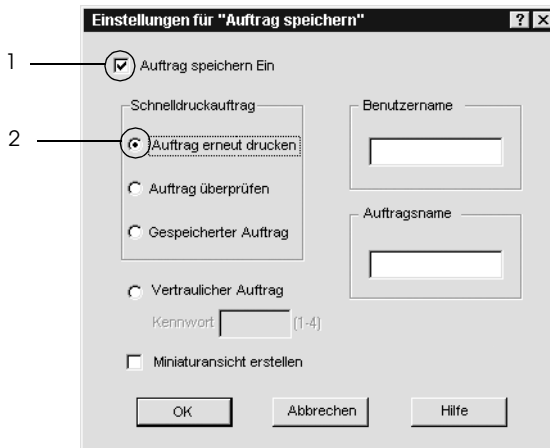 Einstellungen für "Auftrag speichern" ? X
1
Auftrag speichern Ein
Schnelldruckauftrag
2
Auftrag erneut drucken
Auftrag überprüfen
Gespeicherter Auftrag
Benutzername
Auftragsname
Vertraulicher Auftrag
Kennwort (1-4)
Miniaturansicht erstellen
OK Abbrechen Hilfe